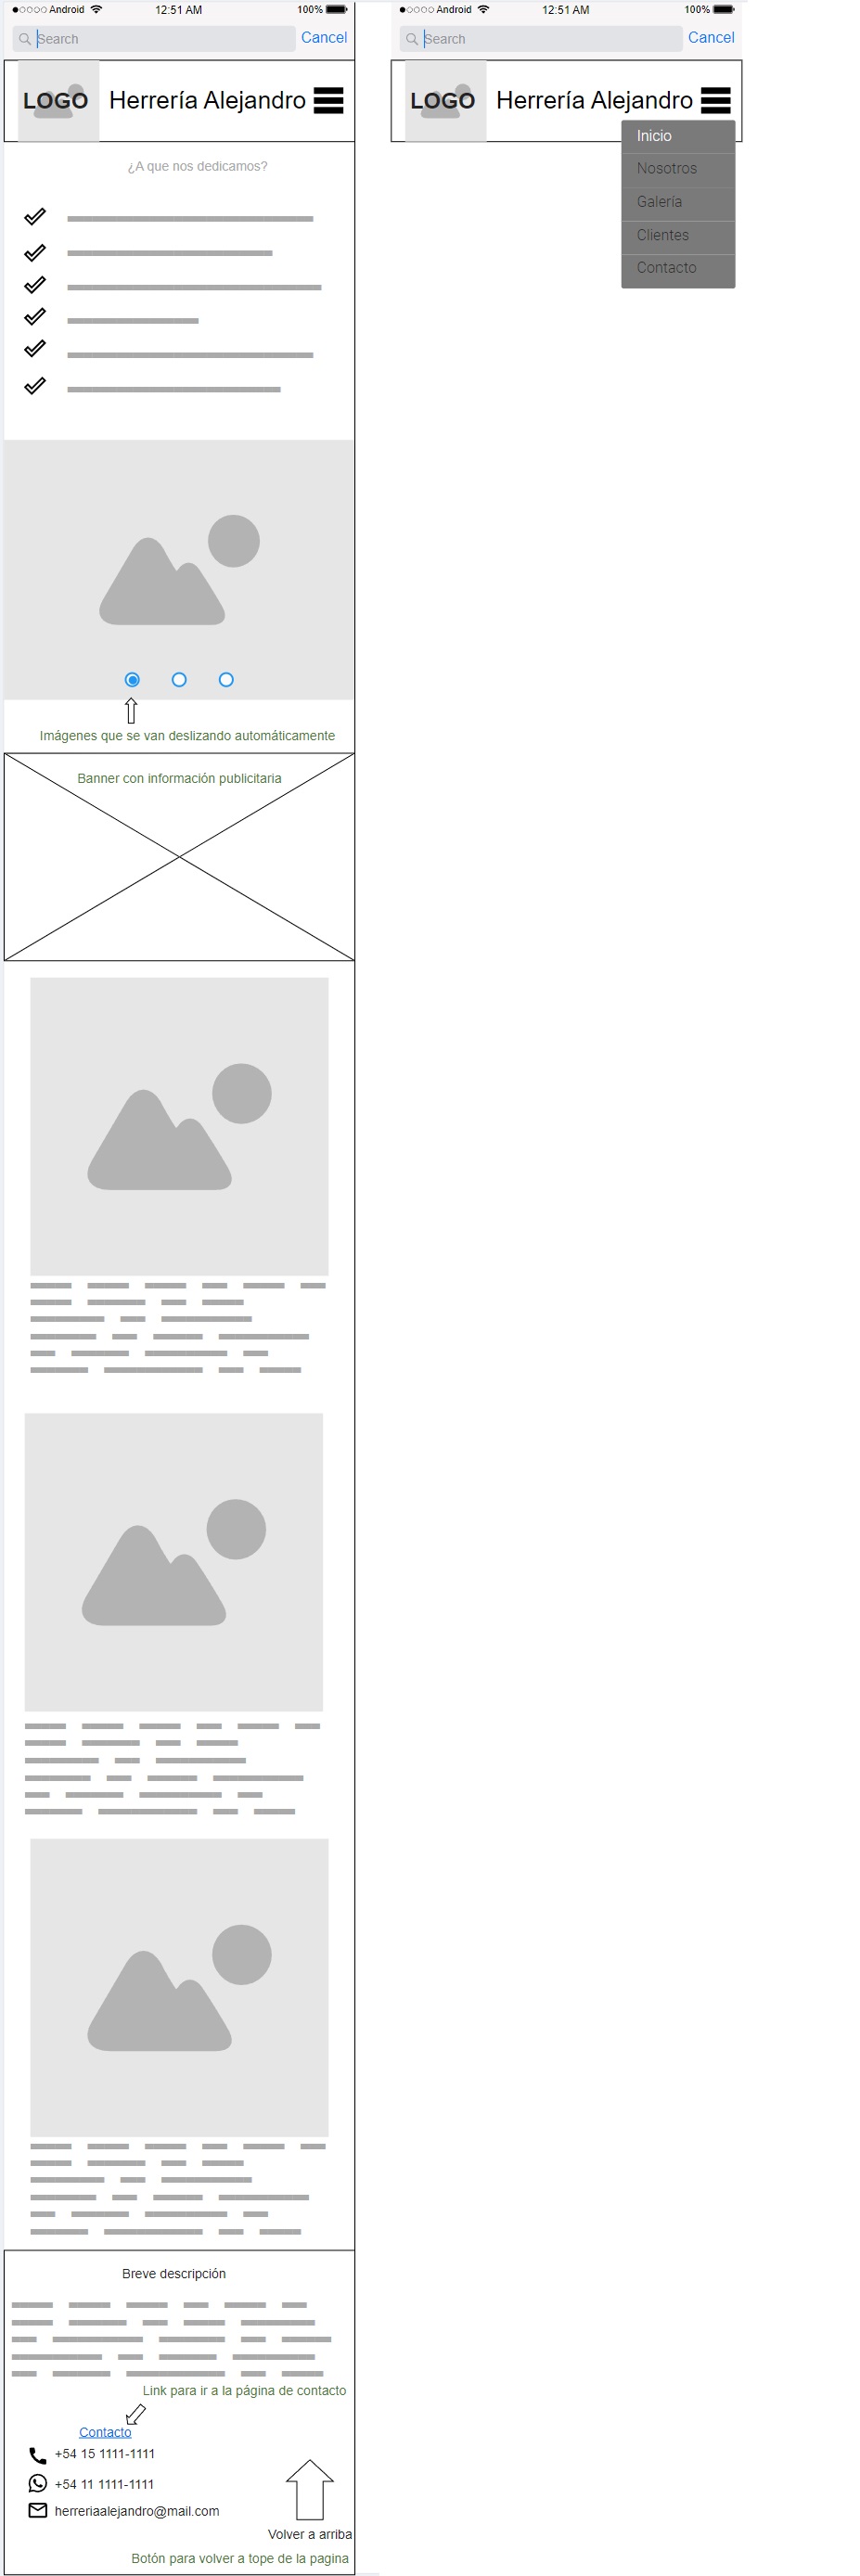 ●○○○○ Android 12:51 AM 100%
Search Cancel
LOGO Herrería Alejandro
¿A que nos dedicamos?
Imágenes que se van deslizando automáticamente
Banner con información publicitaria
Breve descripción
Link para ir a la página de contacto
Contacto
+54 15 1111-1111
+54 11 1111-1111
herreriaalejandro@mail.com
Volver a arriba
Botón para volver a tope de la pagina
●○○○○ Android 12:51 AM 100%
Search Cancel
LOGO Herrería Alejandro
Inicio
Nosotros
Galería
Clientes
Contacto